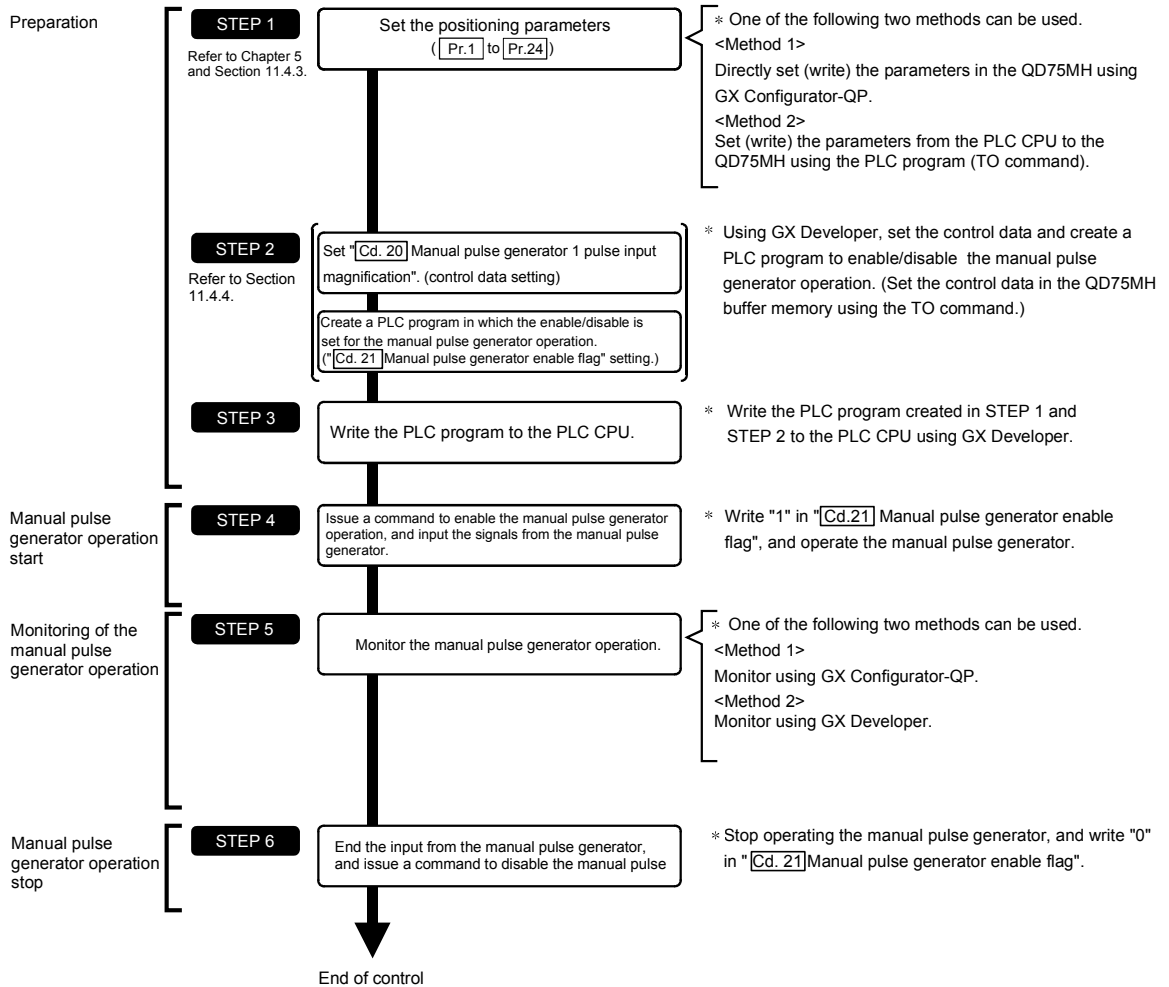 Preparation
STEP 1
Refer to Chapter 5
and Section 11.4.3.
Set the positioning parameters
( Pr.1 to Pr.24 )
* One of the following two methods can be used.
<Method 1>
Directly set (write) the parameters in the QD75MH using
GX Configurator-QP.
<Method 2>
Set (write) the parameters from the PLC CPU to the
QD75MH using the PLC program (TO command).
STEP 2
Refer to Section
11.4.4.
Set "Cd. 20 Manual pulse generator 1 pulse input
magnification". (control data setting)
Create a PLC program in which the enable/disable is
set for the manual pulse generator operation.
("Cd. 21 Manual pulse generator enable flag" setting.)
* Using GX Developer, set the control data and create a
PLC program to enable/disable the manual pulse
generator operation. (Set the control data in the QD75MH
buffer memory using the TO command.)
STEP 3
Write the PLC program to the PLC CPU.
* Write the PLC program created in STEP 1 and
STEP 2 to the PLC CPU using GX Developer.
Manual pulse
generator operation
start
STEP 4
Issue a command to enable the manual pulse generator
operation, and input the signals from the manual pulse
generator.
* Write "1" in "Cd.21 Manual pulse generator enable
flag", and operate the manual pulse generator.
Monitoring of the
manual pulse
generator operation
STEP 5
Monitor the manual pulse generator operation.
* One of the following two methods can be used.
<Method 1>
Monitor using GX Configurator-QP.
<Method 2>
Monitor using GX Developer.
Manual pulse
generator operation
stop
STEP 6
End the input from the manual pulse generator,
and issue a command to disable the manual pulse
* Stop operating the manual pulse generator, and write "0"
in " Cd. 21 Manual pulse generator enable flag".
End of control